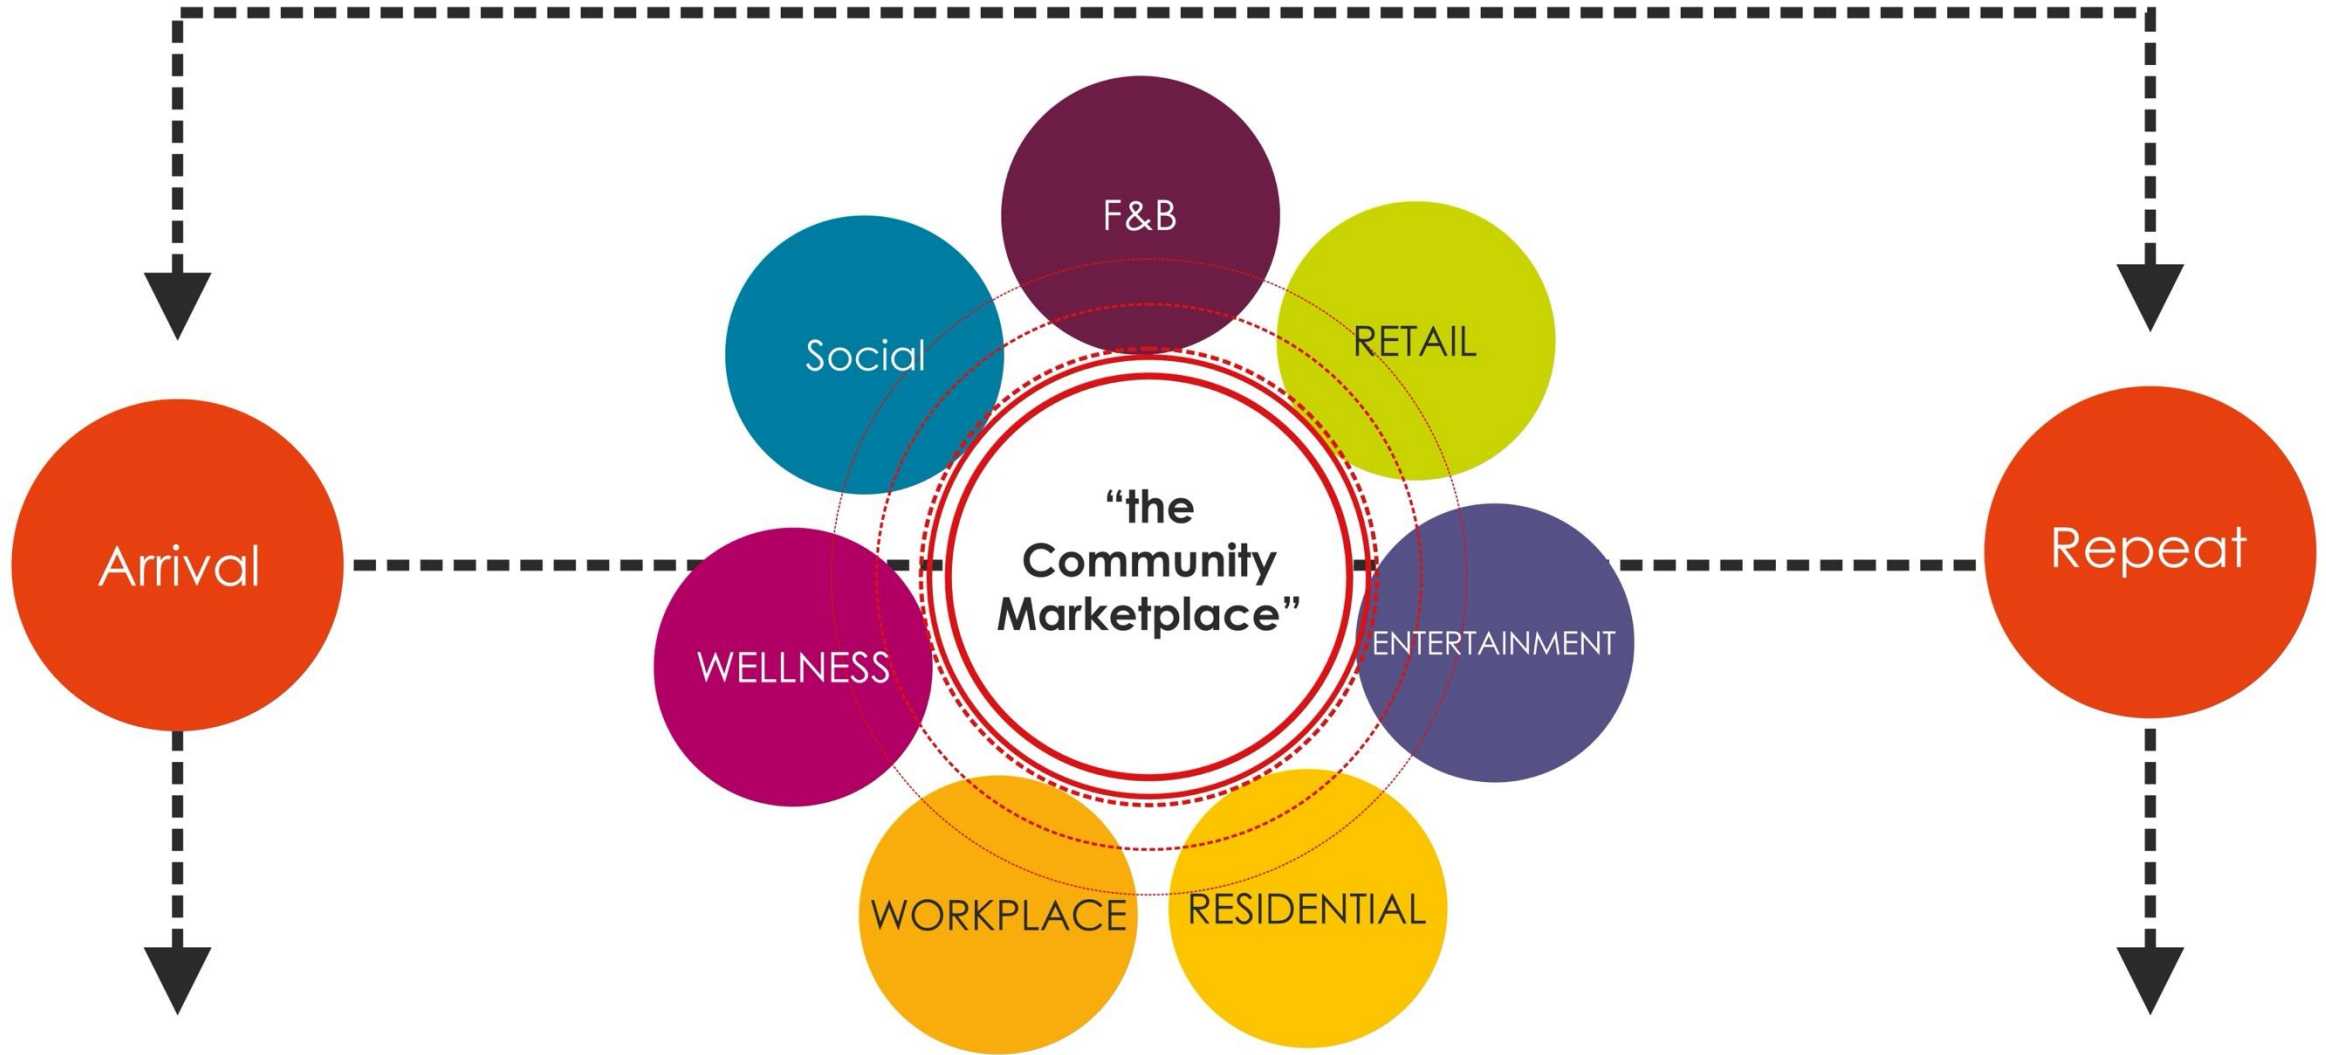 F&B
Social
RETAIL
Arrival
“the
Community
Marketplace”
Repeat
WELLNESS
ENTERTAINMENT
WORKPLACE
RESIDENTIAL